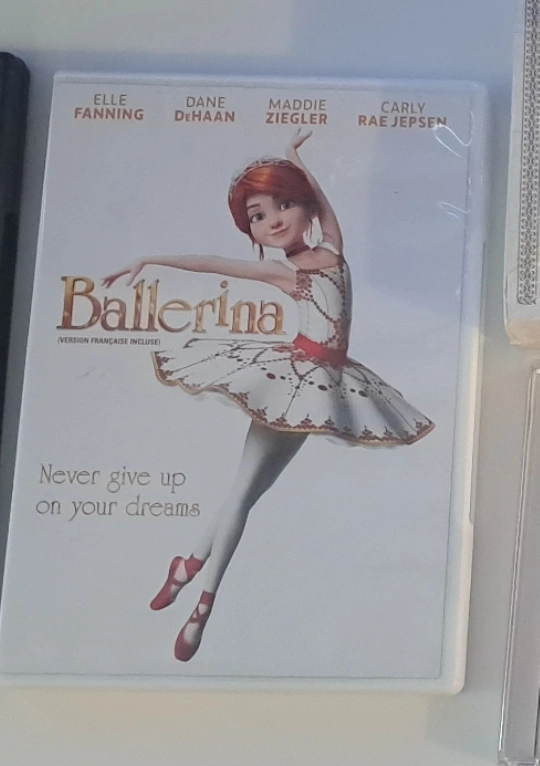 ELLE FANNING
DANE DEHAAN
MADDIE ZIEGLER
CARLY RAE JEPSEN
Ballerina
(VERSION FRANÇAISE INCLUSE)
Never give up
on your dreams